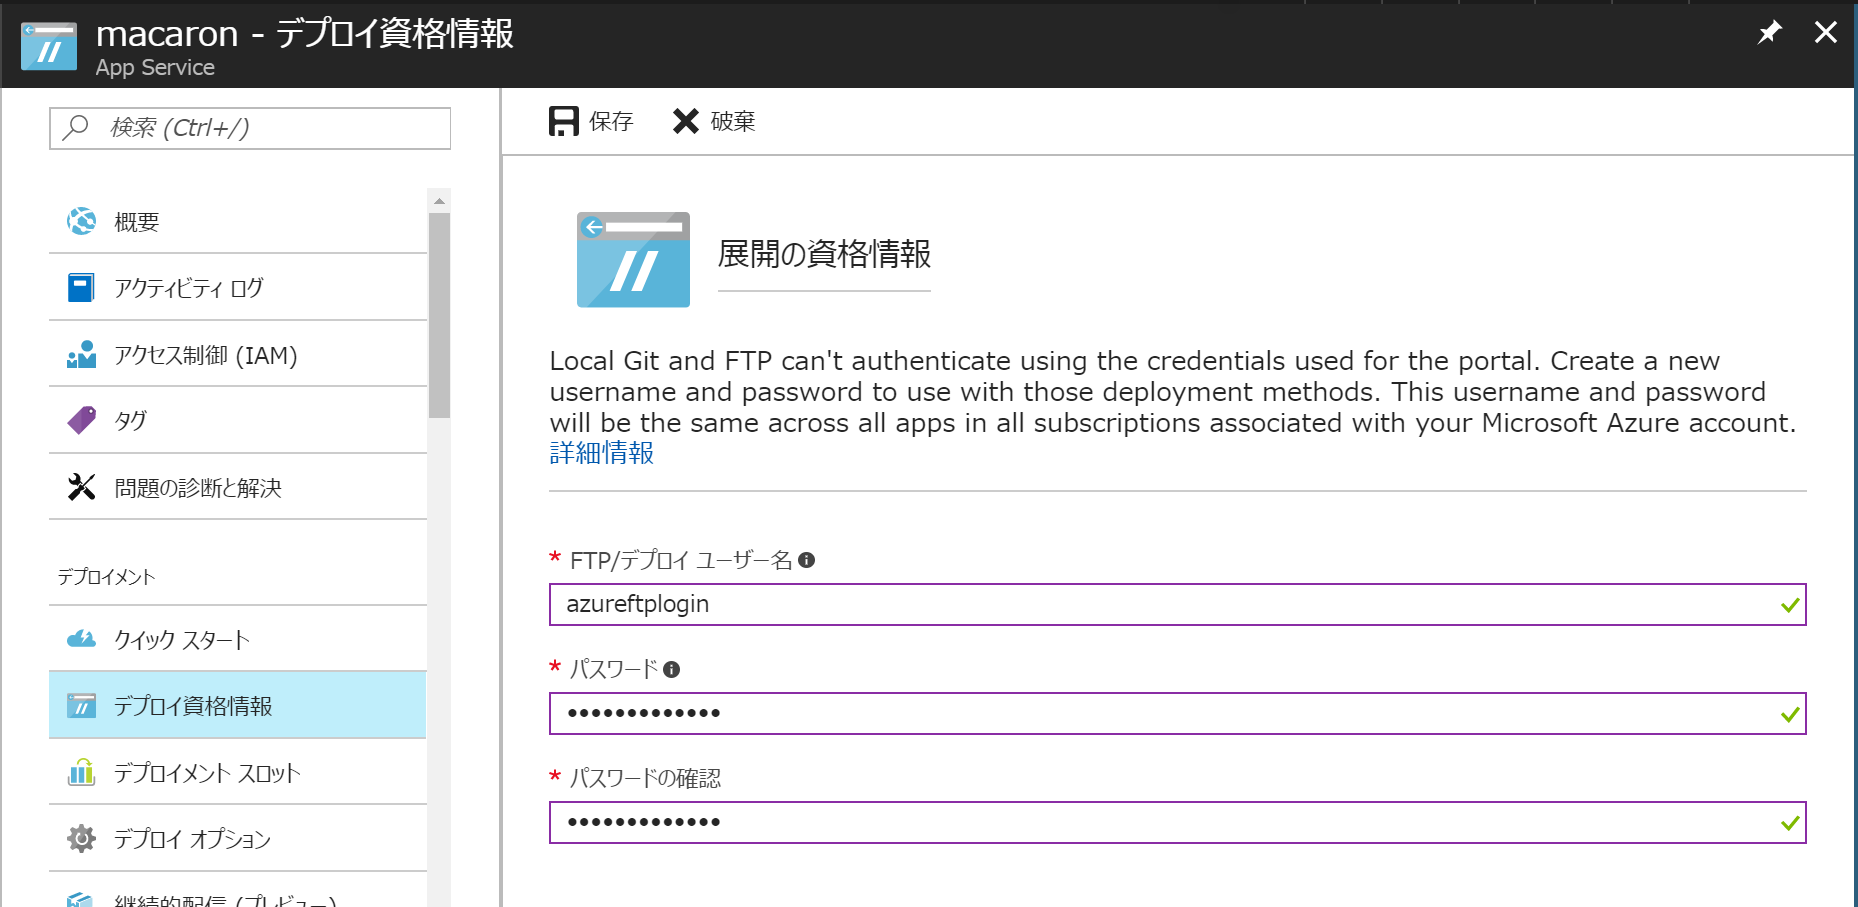 macaron - デプロイ資格情報
App Service
検索 (Ctrl+/)
概要
アクティビティ ログ
アクセス制御 (IAM)
タグ
問題の診断と解決
デプロイメント
クイック スタート
デプロイ資格情報
デプロイメント スロット
デプロイ オプション
継続的配信 (プレビュー)
保存 破棄
展開の資格情報
Local Git and FTP can't authenticate using the credentials used for the portal. Create a new
username and password to use with those deployment methods. This username and password
will be the same across all apps in all subscriptions associated with your Microsoft Azure account.
詳細情報
* FTP/デプロイ ユーザー名
azureftplogin
* パスワード
•••••••••••••
* パスワードの確認
•••••••••••••